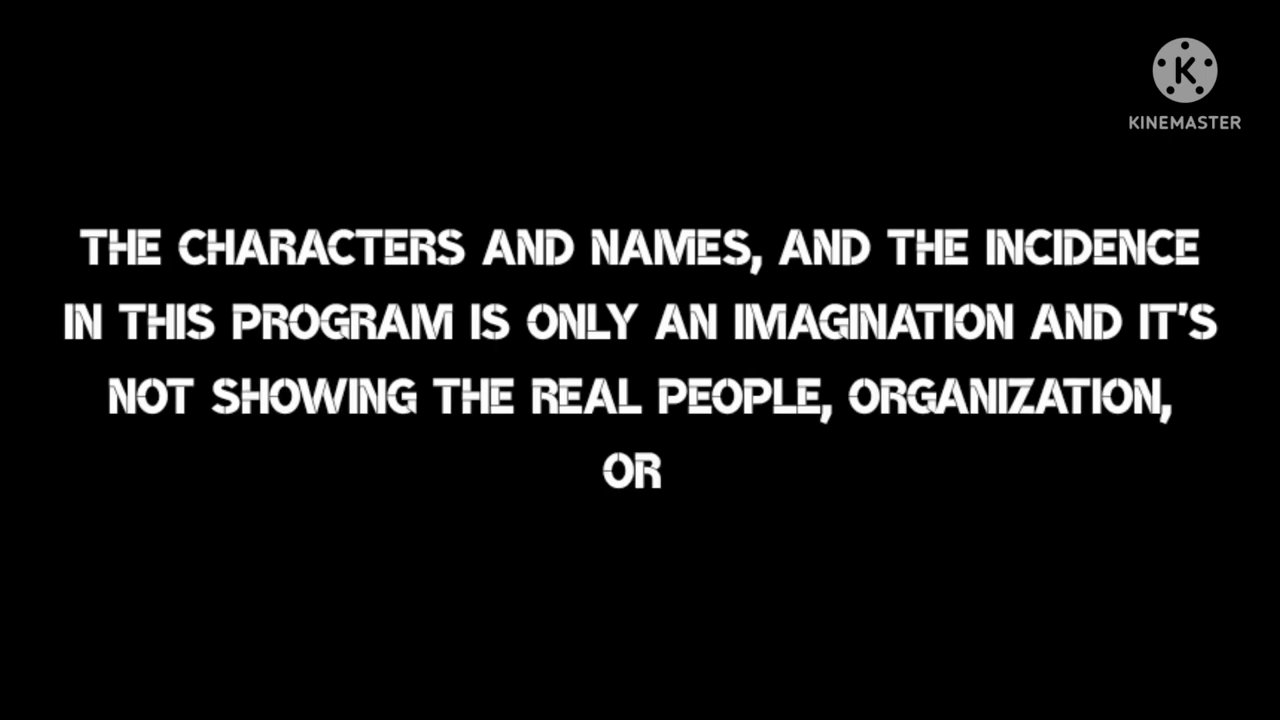 KINEMASTER
THE CHARACTERS AND NAMES, AND THE INCIDENCE
IN THIS PROGRAM IS ONLY AN IMAGINATION AND IT'S
NOT SHOWING THE REAL PEOPLE, ORGANIZATION,
OR